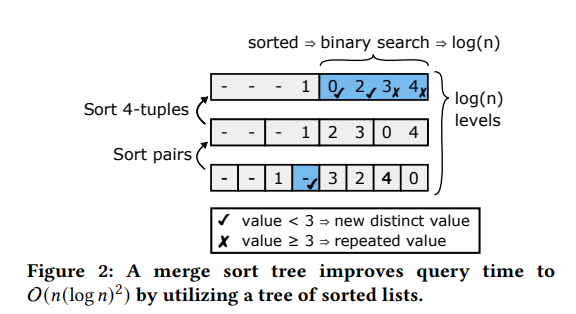 sorted ⇒ binary search ⇒ log(n)
- - - 1 0✓ 2✓ 3✗ 4✗
Sort 4-tuples
log(n)
levels
- - - 1 2 3 0 4
Sort pairs
- - 1 -✓ 3 2 4 0
✓ value < 3 ⇒ new distinct value
✗ value ≥ 3 ⇒ repeated value
Figure 2: A merge sort tree improves query time to
O(n(log n)²) by utilizing a tree of sorted lists.